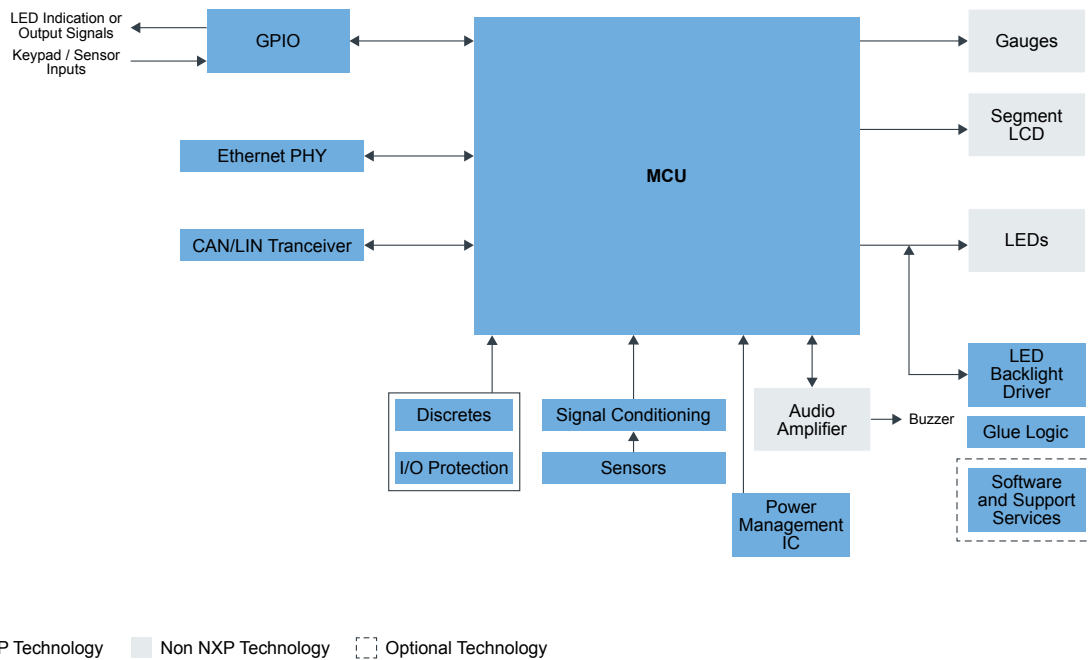 LED Indication or
Output Signals
Keypad / Sensor
Inputs
GPIO
Ethernet PHY
CAN/LIN Tranceiver
MCU
Gauges
Segment
LCD
LEDs
LED
Backlight
Driver
Glue Logic
Software
and Support
Services
Discretes
I/O Protection
Signal Conditioning
Sensors
Power
Management
IC
Audio
Amplifier
Buzzer
P Technology
Non NXP Technology
Optional Technology